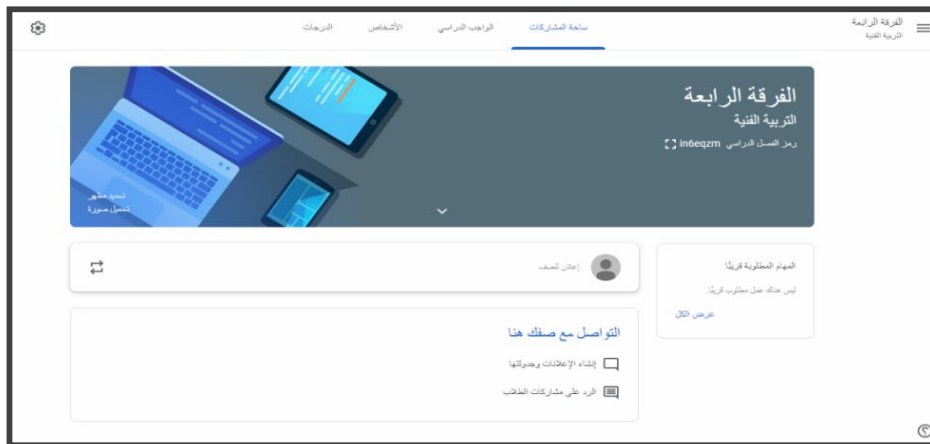 الفرقة الرابعة
التربية الفنية
ساحة المشاركات
الواجب الدراسي
الأشخاص
الدرجات
الفرقة الرابعة
التربية الفنية
رمز الفصل الدراسي in6eqzm
تحديد مظهر
تحميل صورة
المهام المطلوبة قريبًا
ليس هناك عمل مطلوب قريبًا.
عرض الكل
إعلان للصف
التواصل مع صفك هنا
إنشاء الإعلانات وجدولتها
الرد على مشاركات الطلاب